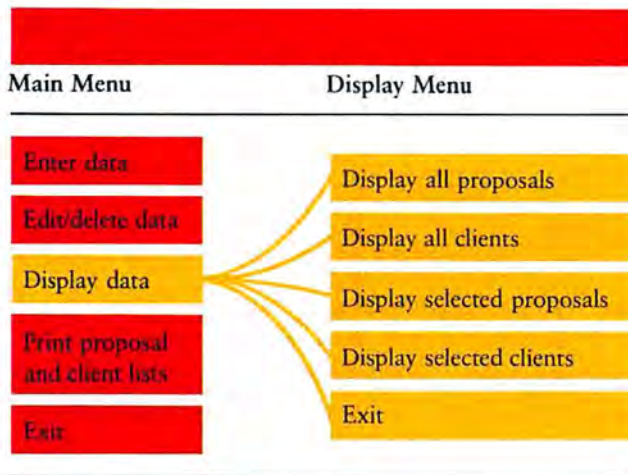 Main Menu
Display Menu
Enter data
Edit/delete data
Display data
Print proposal
and client lists
Exit
Display all proposals
Display all clients
Display selected proposals
Display selected clients
Exit